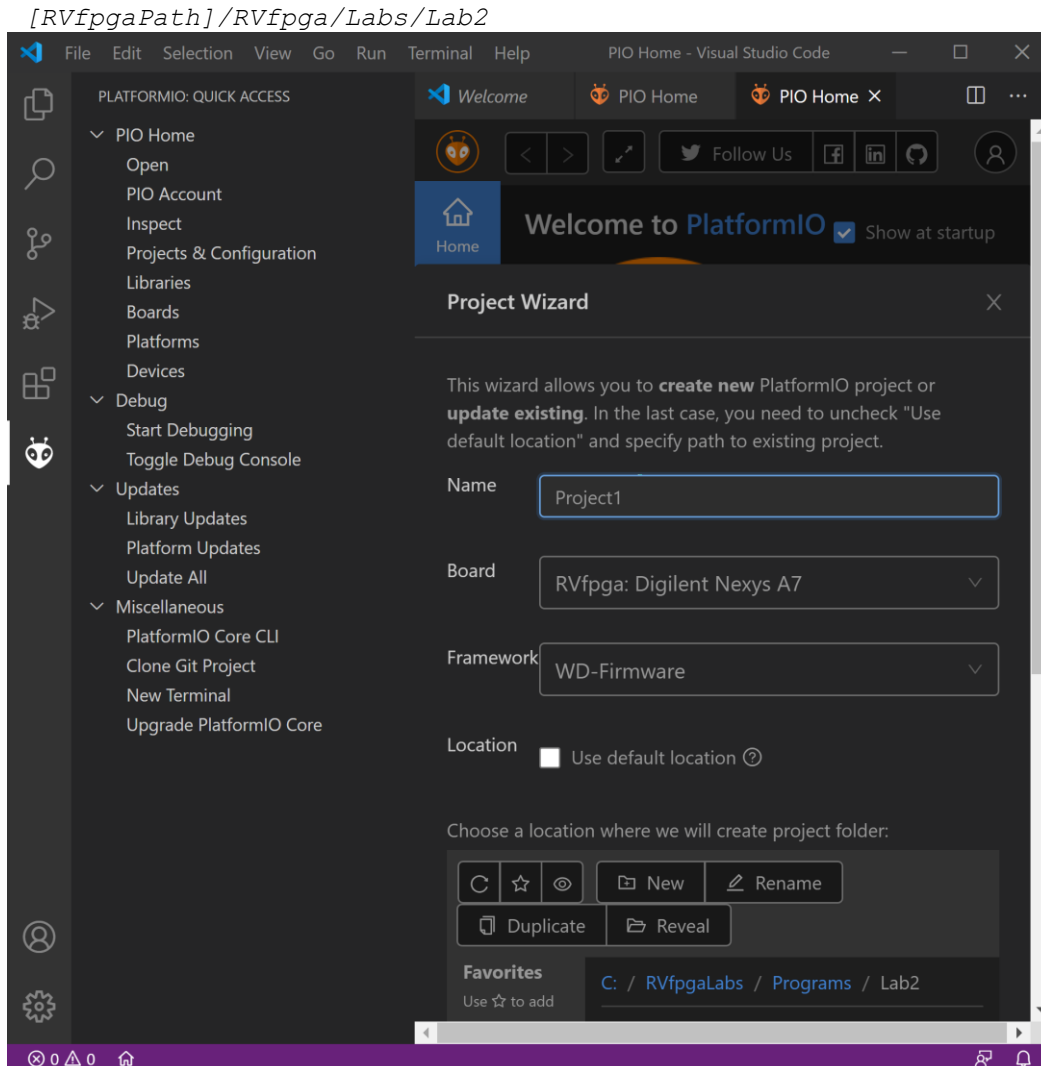 [RVfpgaPath]/RVfpga/Labs/Lab2
File Edit Selection View Go Run Terminal Help PIO Home - Visual Studio Code
PLATFORMIO: QUICK ACCESS
PIO Home
Open
PIO Account
Inspect
Projects & Configuration
Libraries
Boards
Platforms
Devices
Debug
Start Debugging
Toggle Debug Console
Updates
Library Updates
Platform Updates
Update All
Miscellaneous
PlatformIO Core CLI
Clone Git Project
New Terminal
Upgrade PlatformIO Core
Welcome PIO Home PIO Home
Follow Us
Home
Welcome to PlatformIO Show at startup
Project Wizard
This wizard allows you to create new PlatformIO project or
update existing. In the last case, you need to uncheck "Use
default location" and specify path to existing project.
Name Project1
Board RVfpga: Digilent Nexys A7
Framework WD-Firmware
Location Use default location
Choose a location where we will create project folder:
New Rename
Duplicate Reveal
Favorites
Use ☆ to add
C: / RVfpgaLabs / Programs / Lab2
0 0